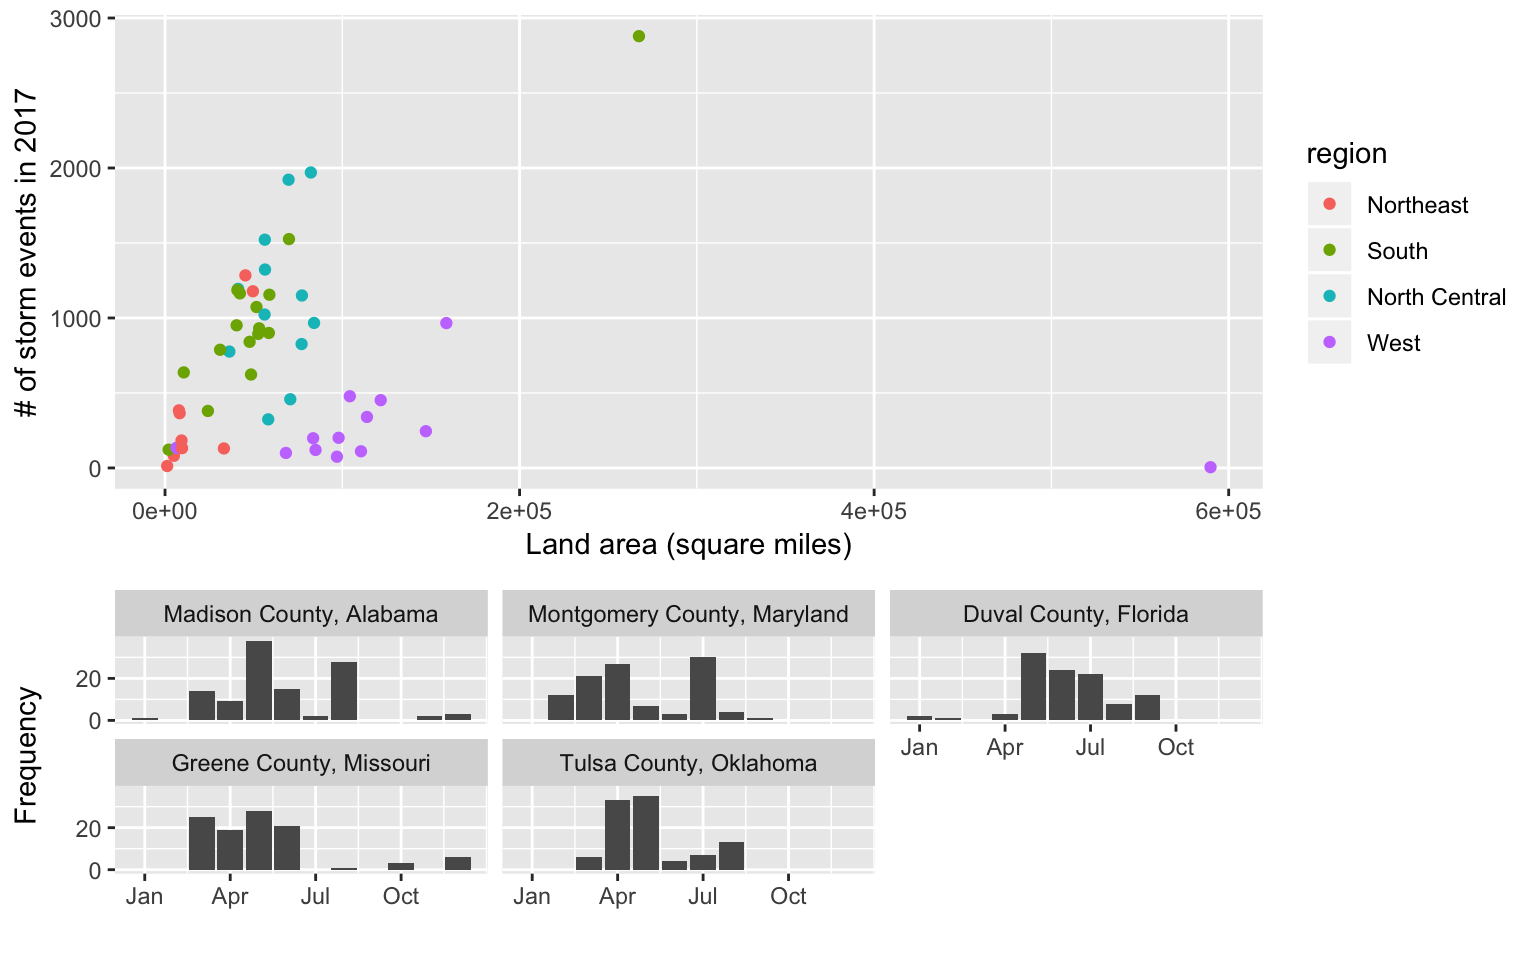 # of storm events in 2017
3000
2000
1000
0
0e+00 2e+05 4e+05 6e+05
Land area (square miles)
region
Northeast
South
North Central
West
Frequency
Madison County, Alabama Montgomery County, Maryland Duval County, Florida
20
0
Jan Apr Jul Oct
Greene County, Missouri Tulsa County, Oklahoma
20
0
Jan Apr Jul Oct Jan Apr Jul Oct